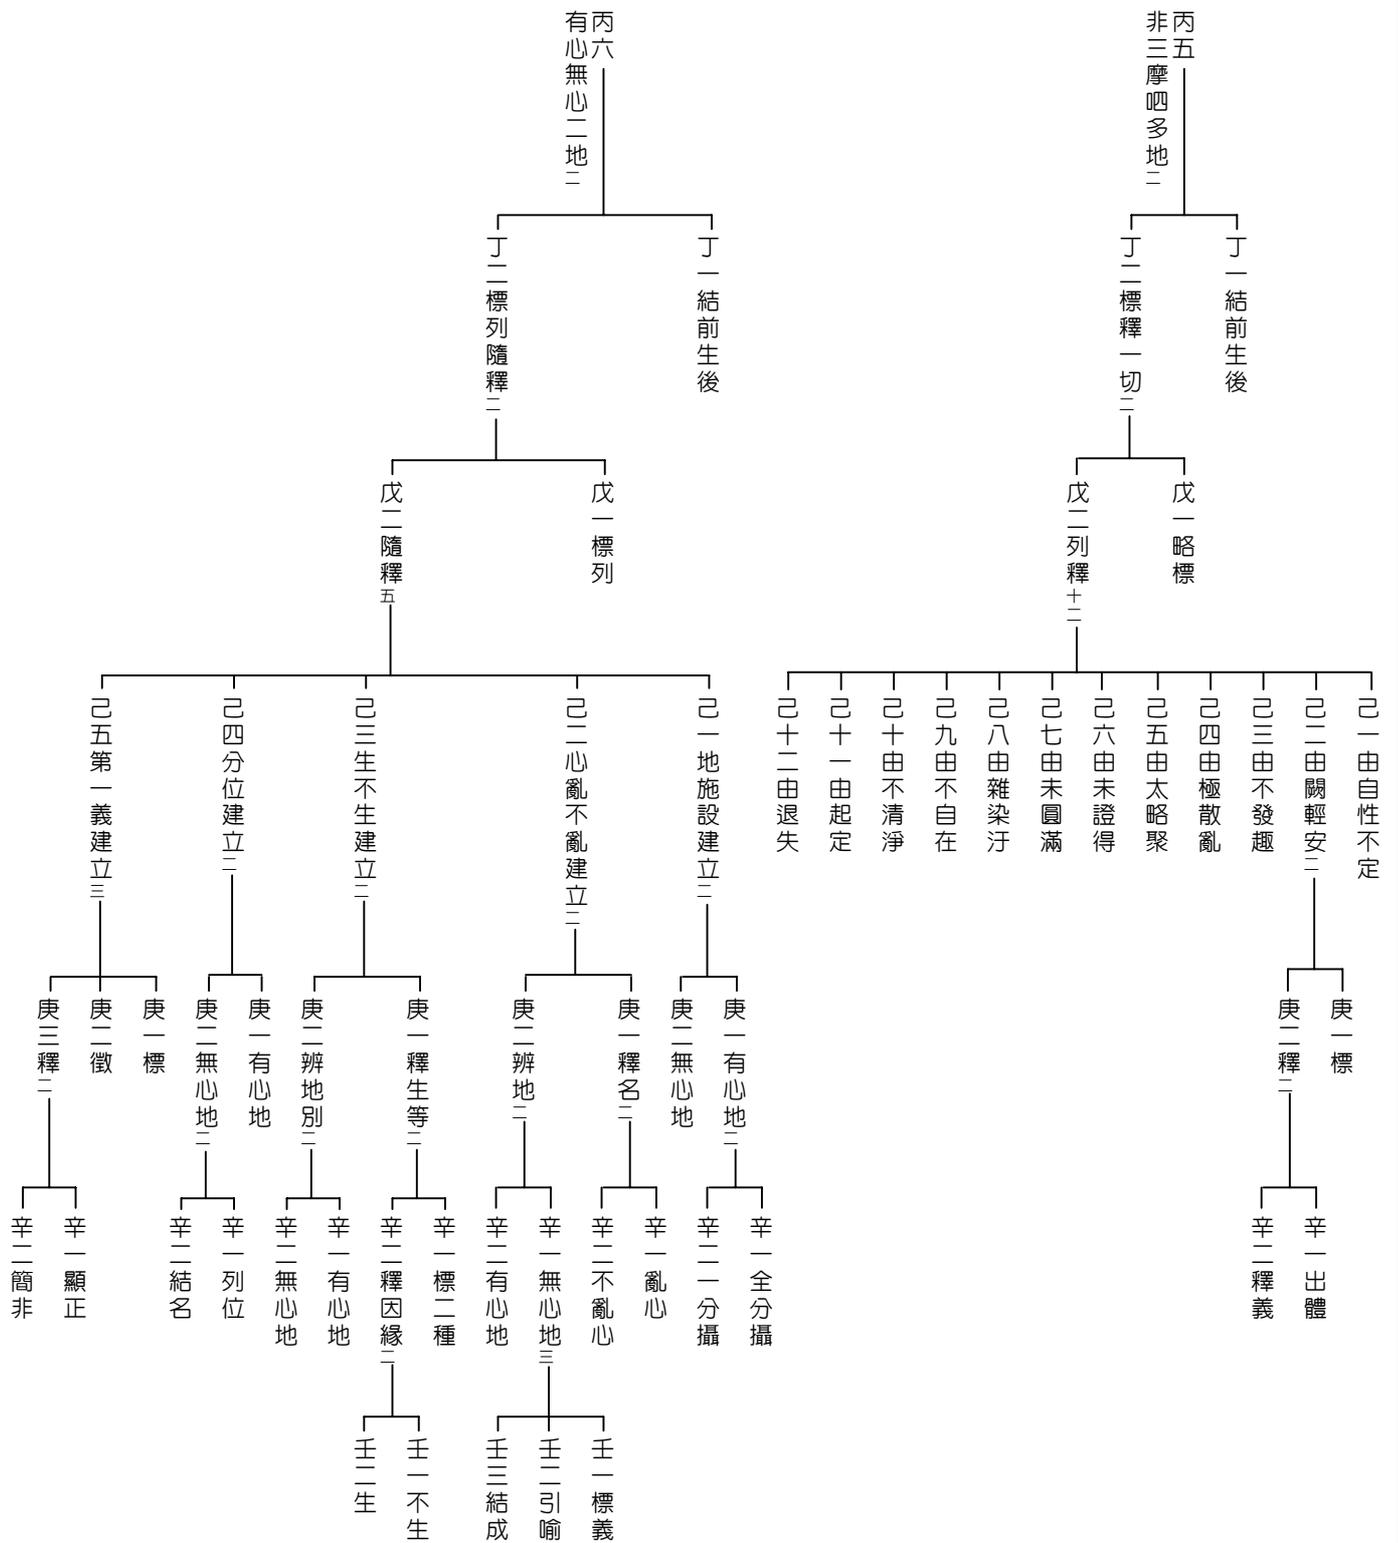 丙五
非三摩呬多地二
丁一結前生後
丁二標釋一切二
戊一略標
戊二列釋十二
己一由自性不定
己二由闕輕安二
庚一標
庚二釋二
辛一出體
辛二釋義
己三由不發趣
己四由極散亂
己五由太略聚
己六由未證得
己七由未圓滿
己八由雜染汙
己九由不自在
己十由不清淨
己十一由起定
己十二由退失
丙六
有心無心二地二
丁一結前生後
丁二標列隨釋二
戊一標列
戊二隨釋五
己一地施設建立二
庚一有心地二
辛一全分攝
辛二一分攝
庚二無心地
己二心亂不亂建立二
庚一釋名二
辛一亂心
辛二不亂心
庚二辨地二
辛一無心地三
壬一標義
壬二引喻
壬三結成
辛二有心地
己三生不生建立二
庚一釋生等二
辛一標二種
辛二釋因緣二
壬一不生
壬二生
庚二辨地別二
辛一有心地
辛二無心地
己四分位建立二
庚一有心地
庚二無心地二
辛一列位
辛二結名
己五第一義建立三
庚一標
庚二徵
庚三釋二
辛一顯正
辛二簡非